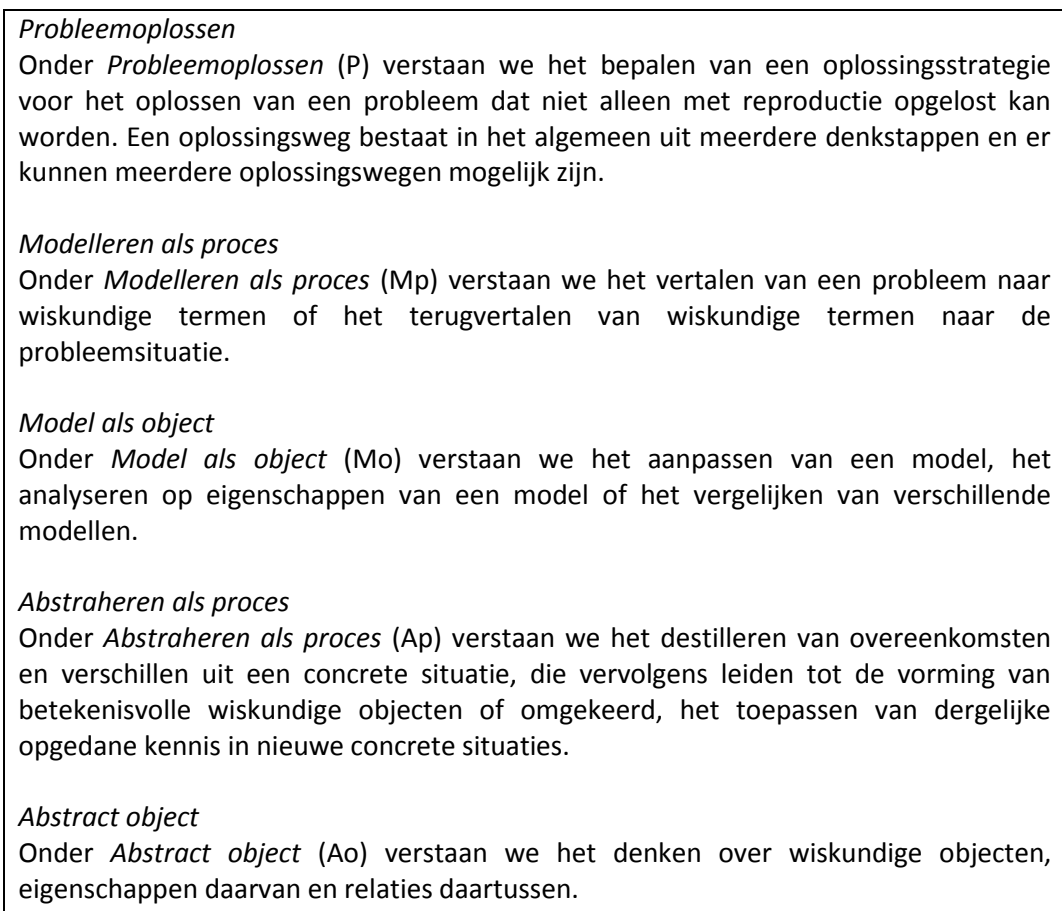 Probleemoplossen
Onder Probleemoplossen (P) verstaan we het bepalen van een oplossingsstrategie
voor het oplossen van een probleem dat niet alleen met reproductie opgelost kan
worden. Een oplossingsweg bestaat in het algemeen uit meerdere denkstappen en er
kunnen meerdere oplossingswegen mogelijk zijn.
Modelleren als proces
Onder Modelleren als proces (Mp) verstaan we het vertalen van een probleem naar
wiskundige termen of het terugvertalen van wiskundige termen naar de
probleemsituatie.
Model als object
Onder Model als object (Mo) verstaan we het aanpassen van een model, het
analyseren op eigenschappen van een model of het vergelijken van verschillende
modellen.
Abstraheren als proces
Onder Abstraheren als proces (Ap) verstaan we het destilleren van overeenkomsten
en verschillen uit een concrete situatie, die vervolgens leiden tot de vorming van
betekenisvolle wiskundige objecten of omgekeerd, het toepassen van dergelijke
opgedane kennis in nieuwe concrete situaties.
Abstract object
Onder Abstract object (Ao) verstaan we het denken over wiskundige objecten,
eigenschappen daarvan en relaties daartussen.